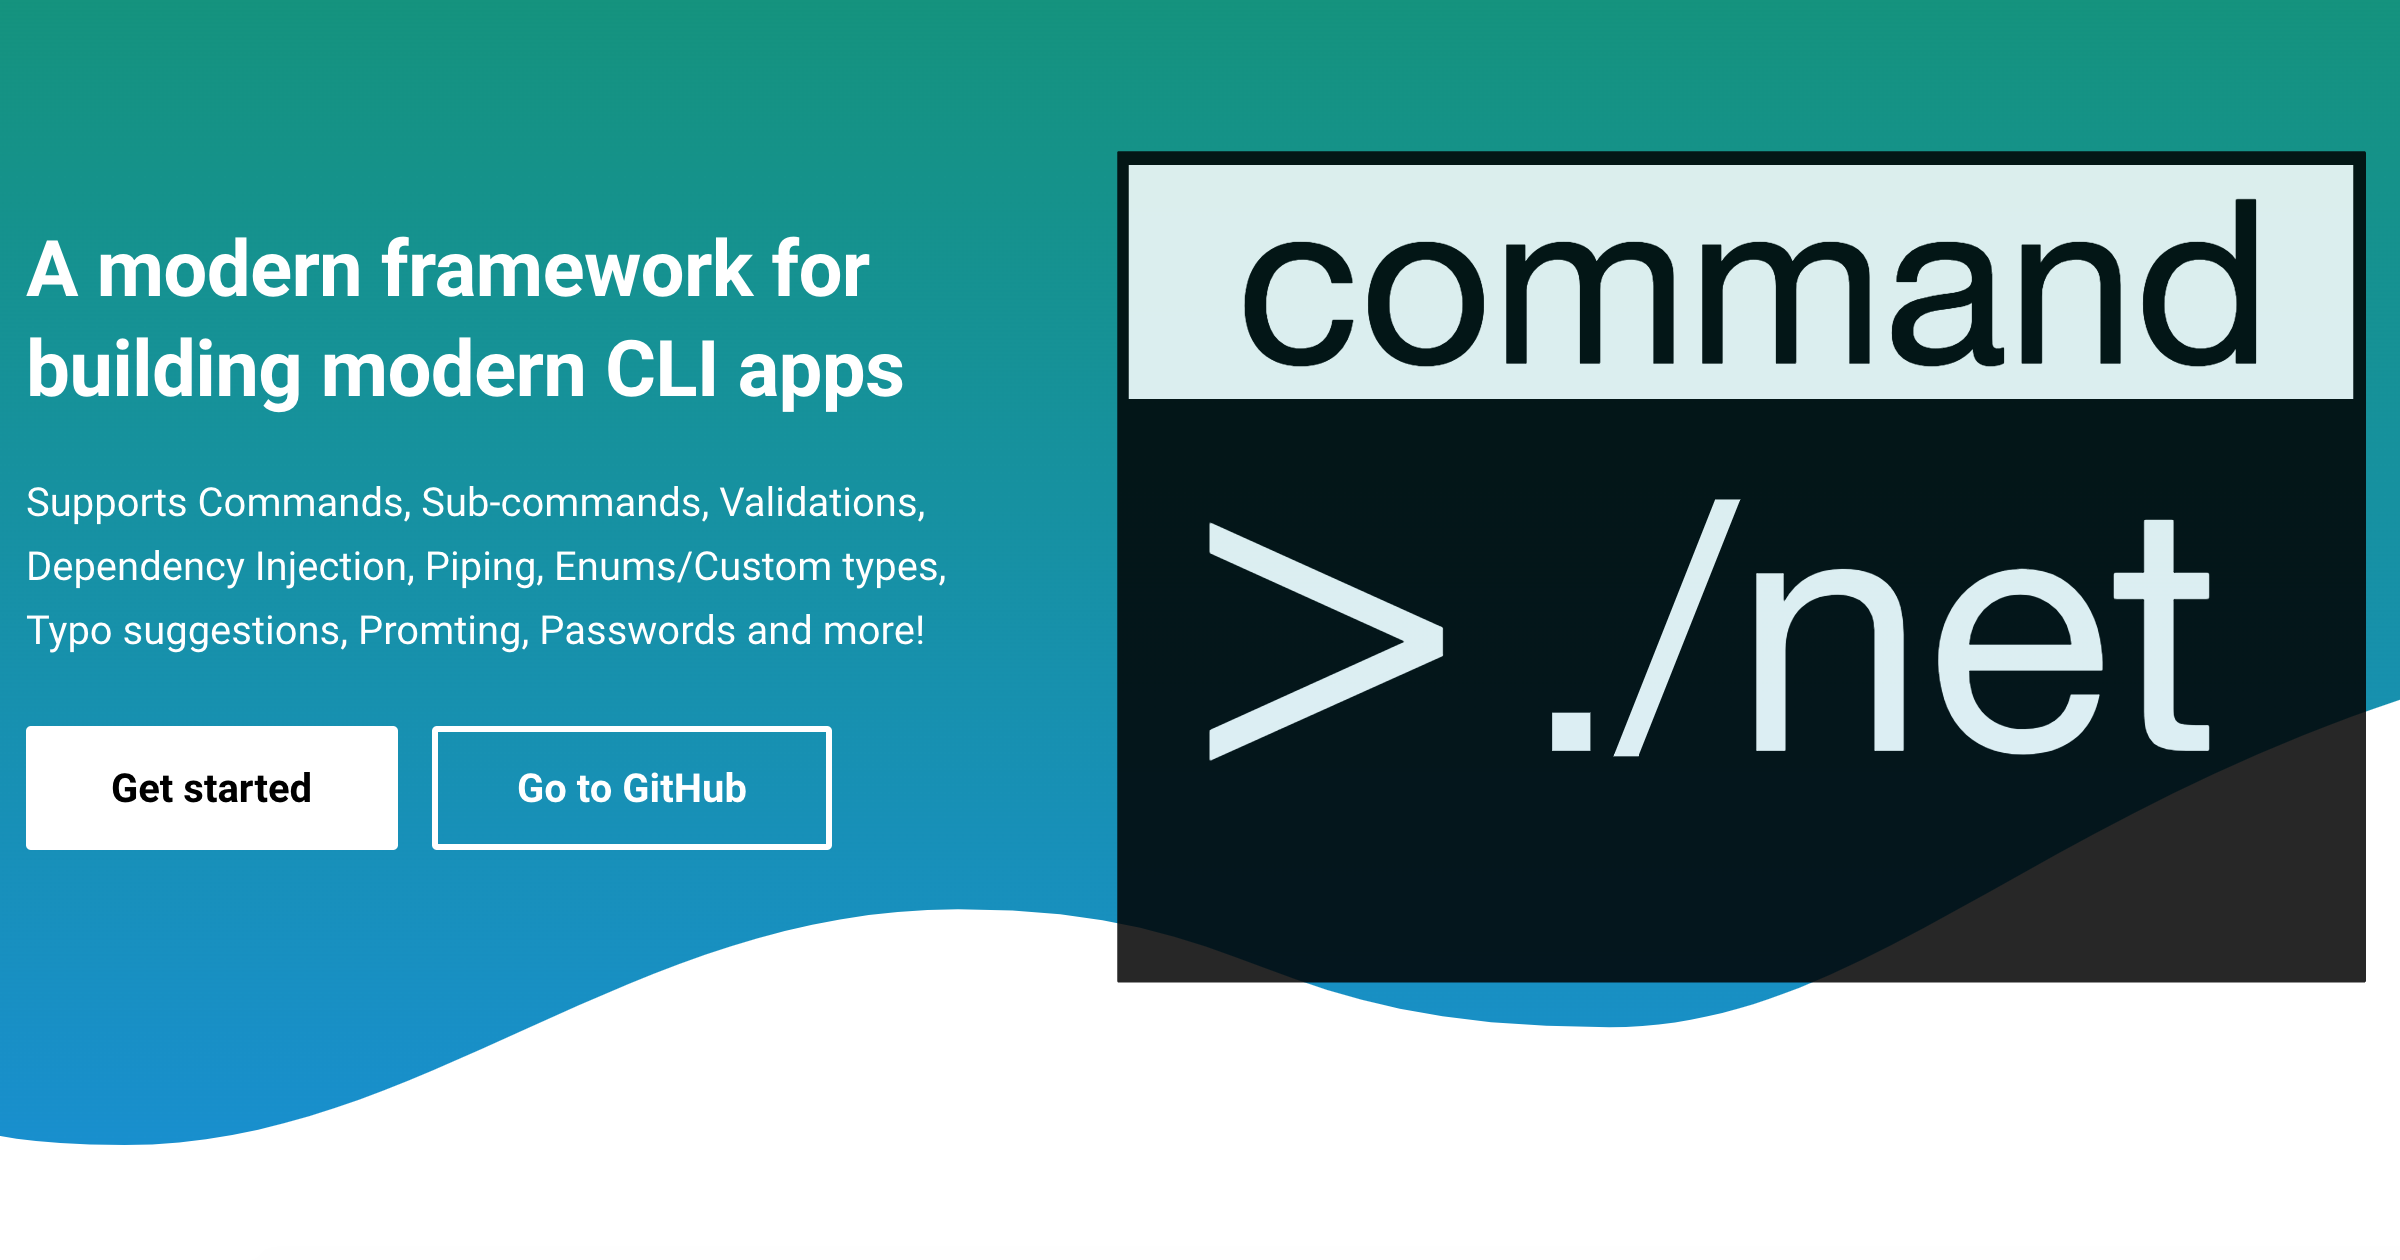 A modern framework for
building modern CLI apps
Supports Commands, Sub-commands, Validations,
Dependency Injection, Piping, Enums/Custom types,
Typo suggestions, Promting, Passwords and more!
Get started
Go to GitHub
command
> ./net